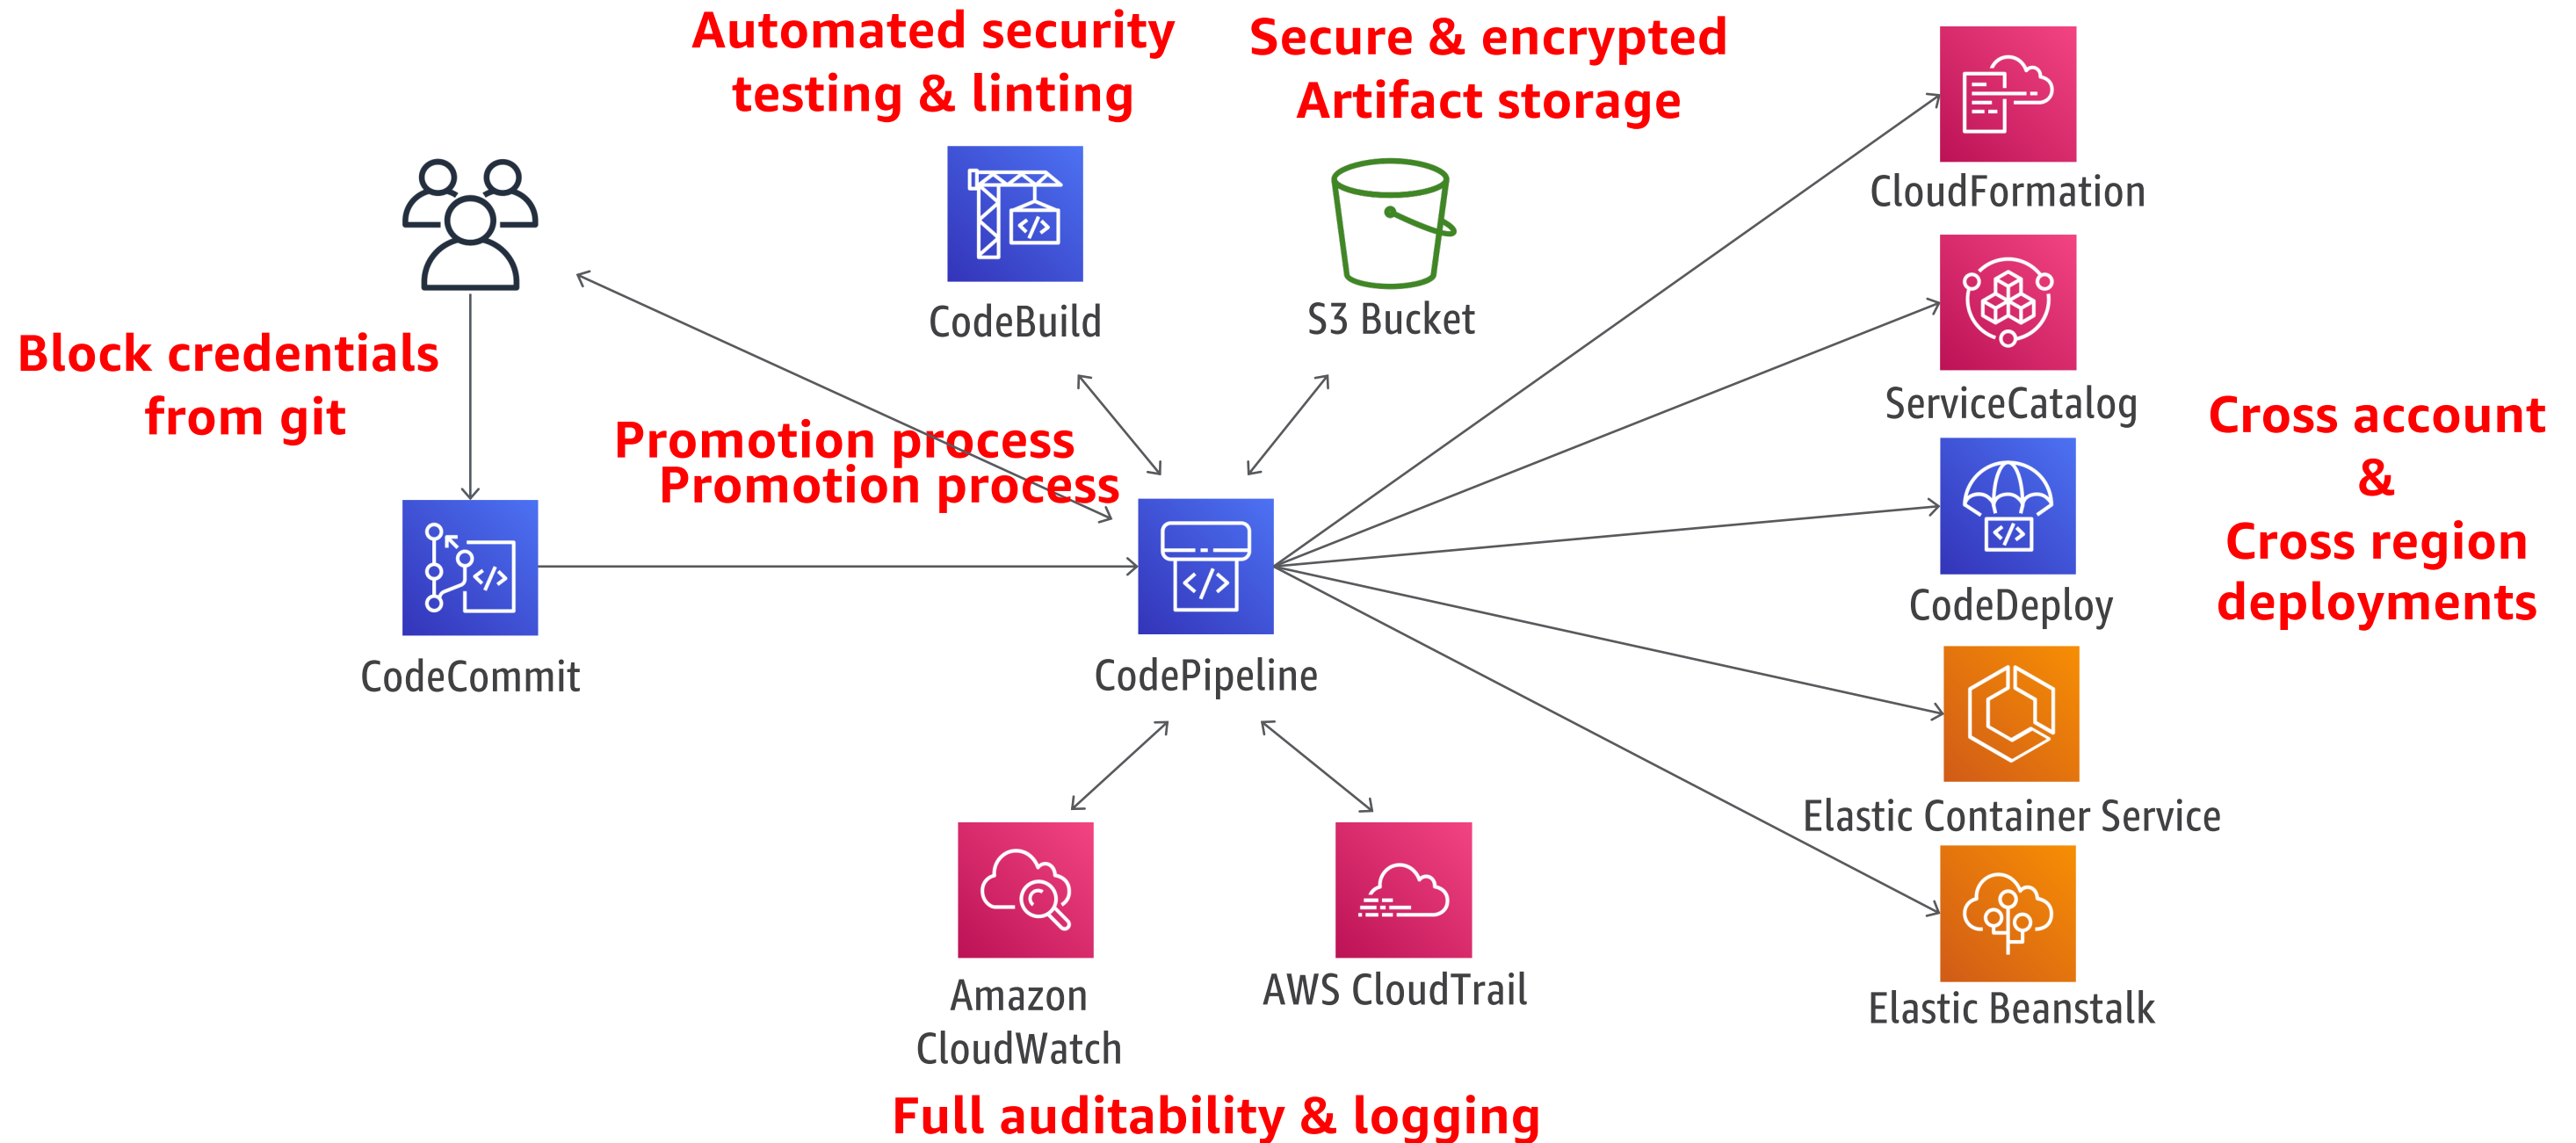 Automated security
testing & linting
Secure & encrypted
Artifact storage
CloudFormation
CodeBuild
S3 Bucket
ServiceCatalog
Block credentials
from git
Promotion process
Promotion process
Cross account
&
Cross region
deployments
CodeDeploy
CodeCommit
CodePipeline
Elastic Container Service
Amazon
CloudWatch
AWS CloudTrail
Elastic Beanstalk
Full auditability & logging